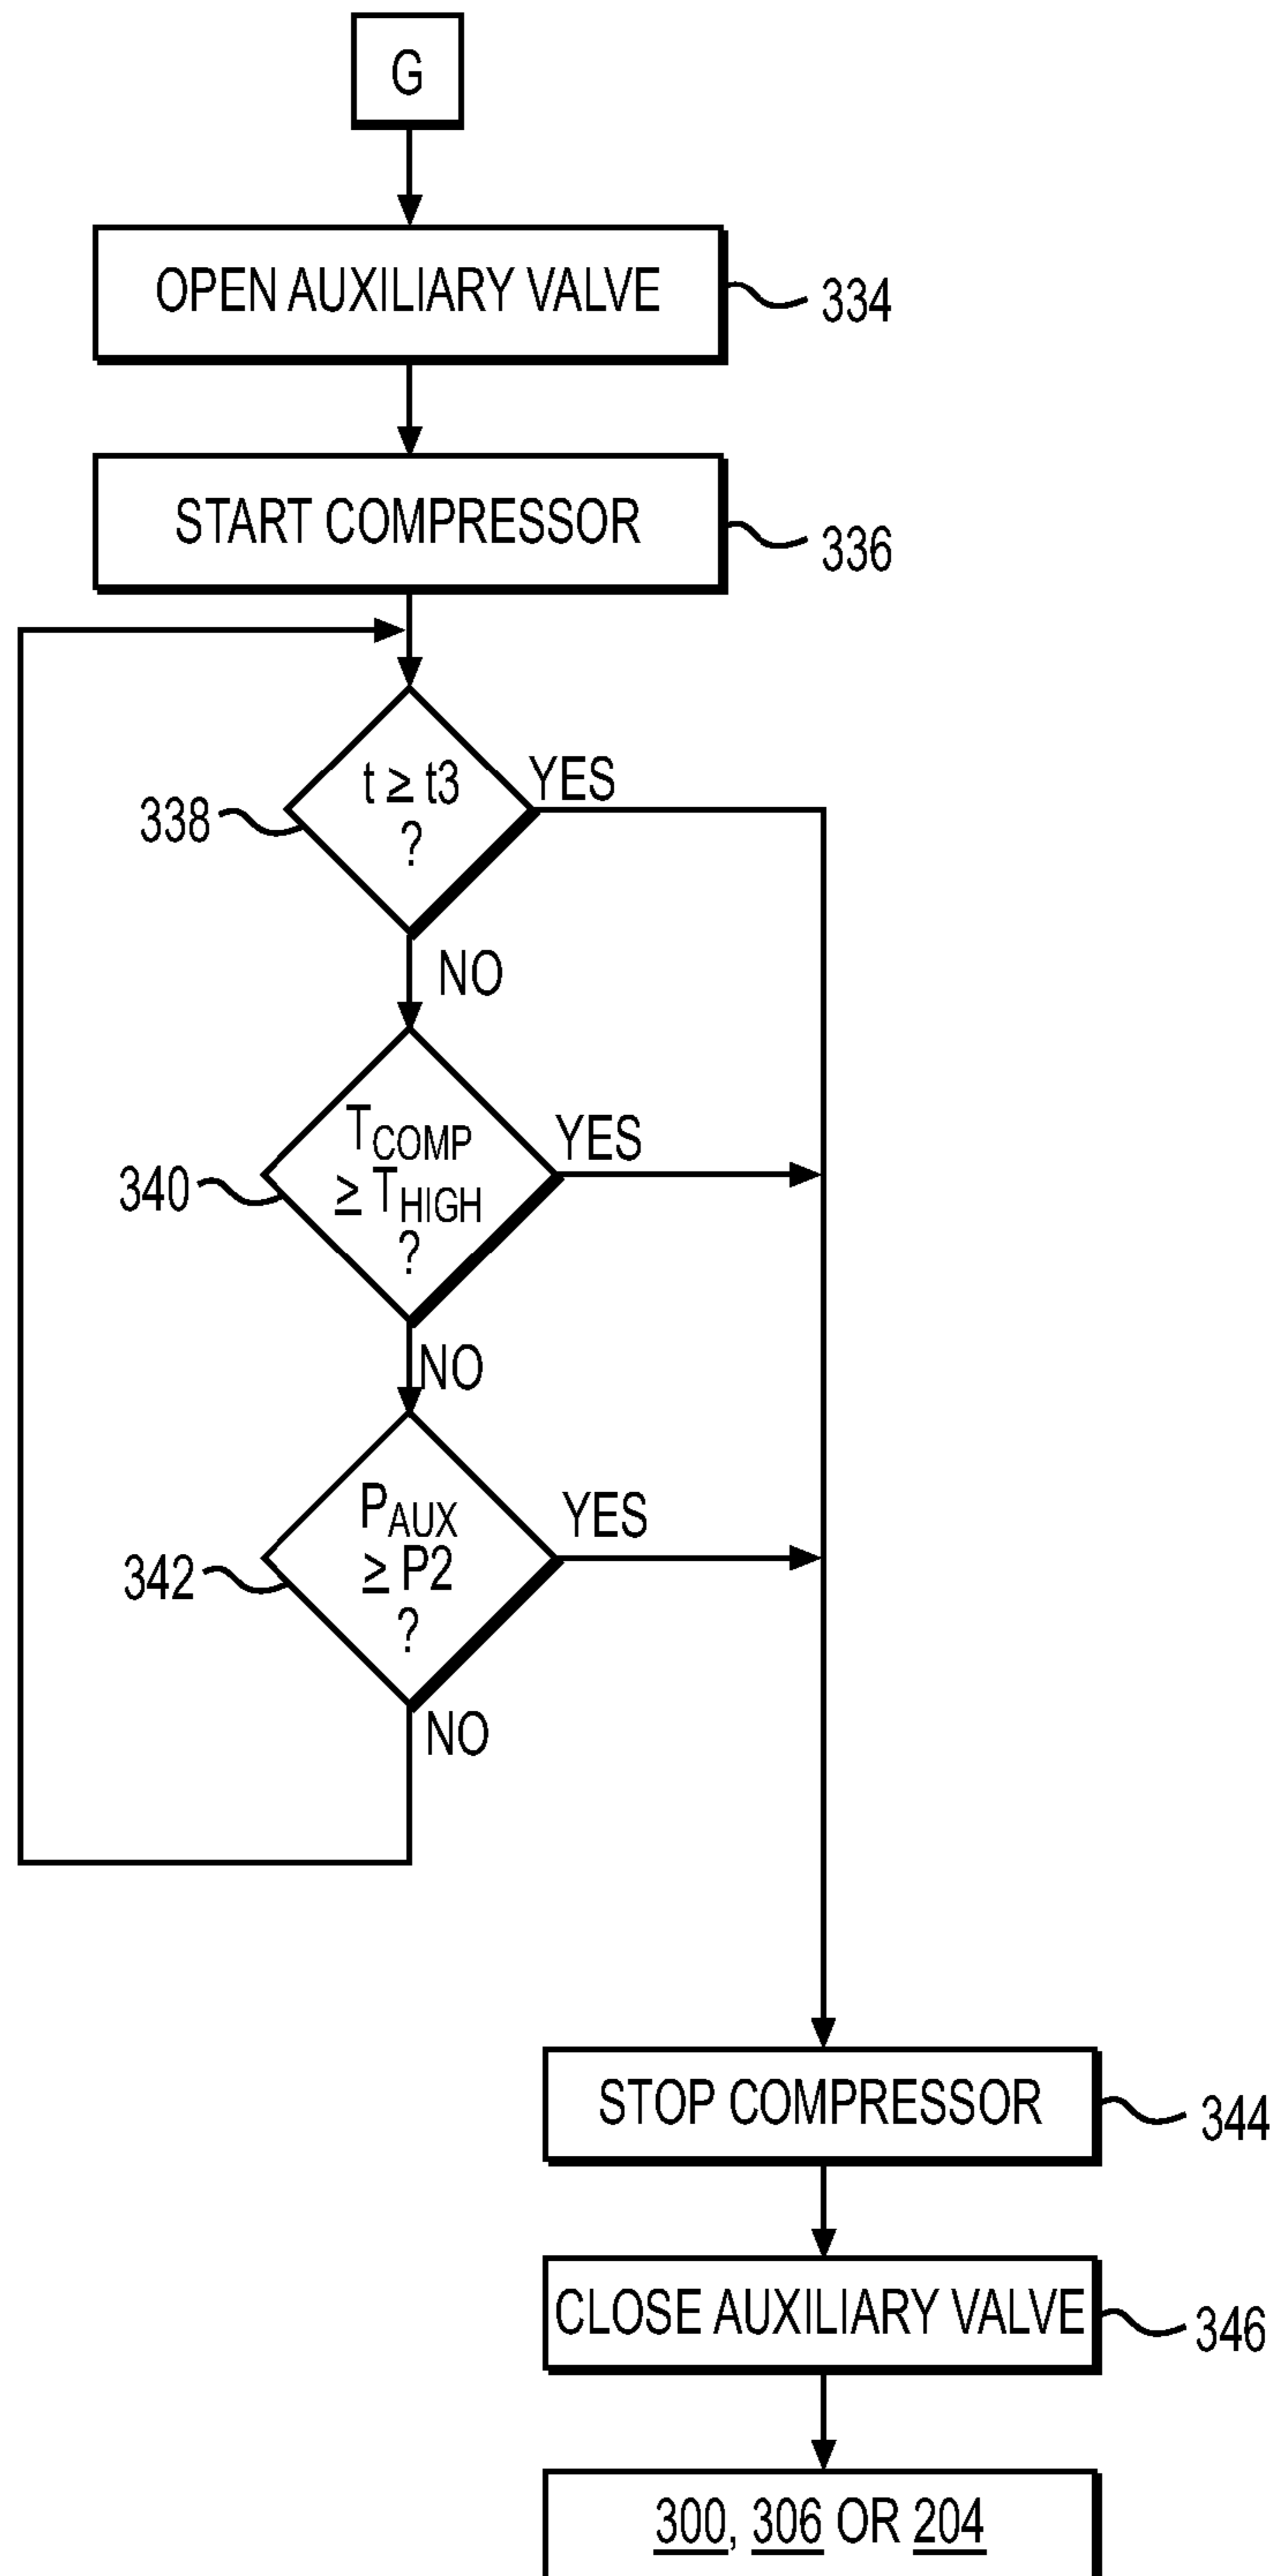 G
OPEN AUXILIARY VALVE
334
START COMPRESSOR
336
t ≥ t3
?
YES
338
NO
TCOMP
≥ THIGH
?
YES
340
NO
PAUX
≥ P2
?
YES
342
NO
STOP COMPRESSOR
344
CLOSE AUXILIARY VALVE
346
300, 306 OR 204